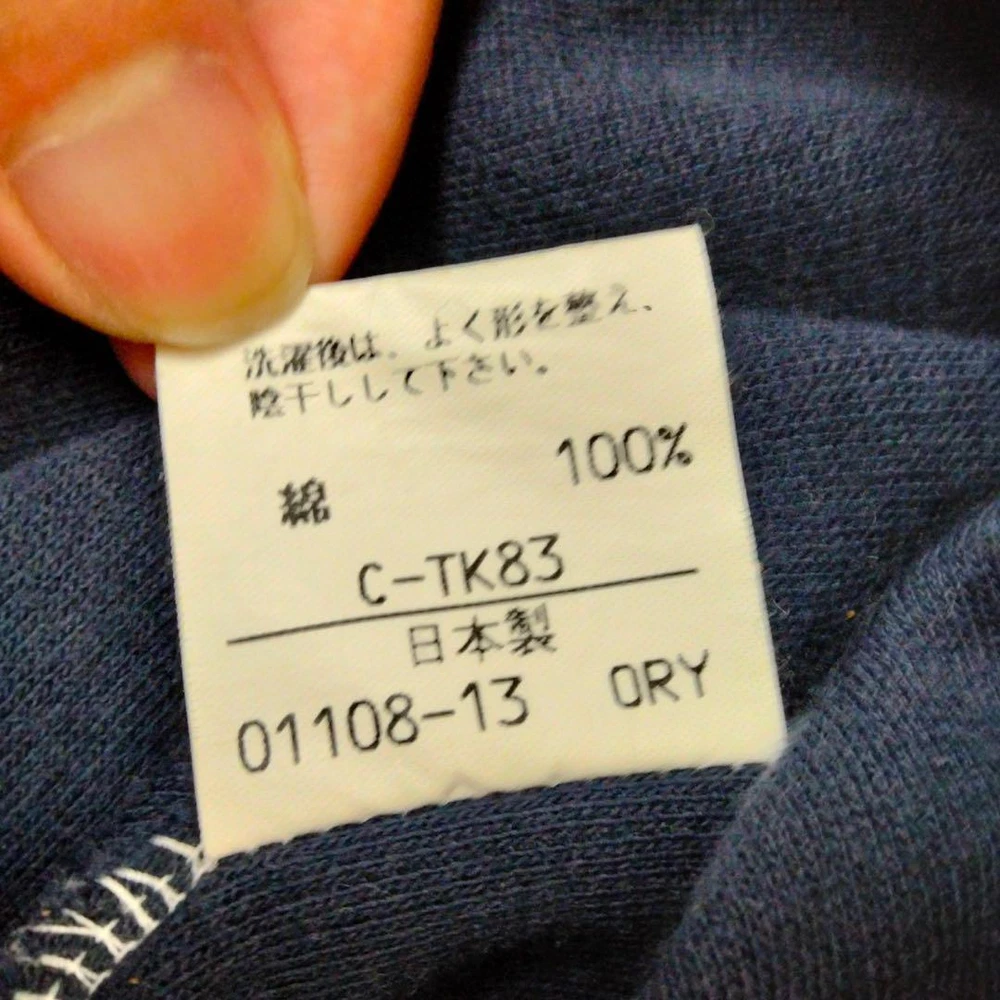 洗濯後は、よく形を整え、
陰干しして下さい。
綿 100%
C-TK83
日本製
01108-13 ORY